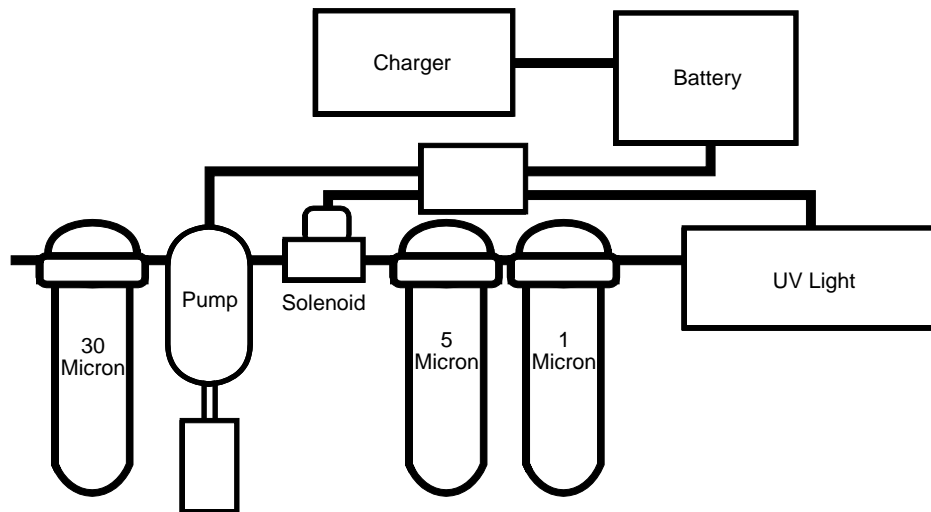 Charger
Battery
Pump
Solenoid
UV Light
30
Micron
5
Micron
1
Micron